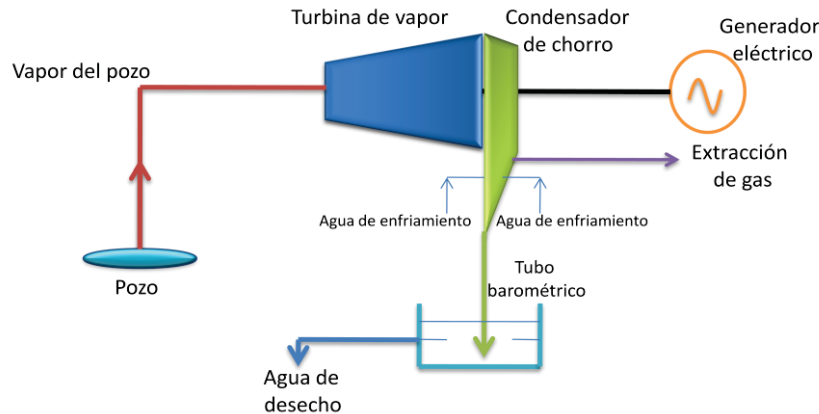 Turbina de vapor
Condensador
de chorro
Generador
eléctrico
Vapor del pozo
Extracción
de gas
Agua de enfriamiento
Agua de enfriamiento
Pozo
Tubo
barométrico
Agua de
desecho